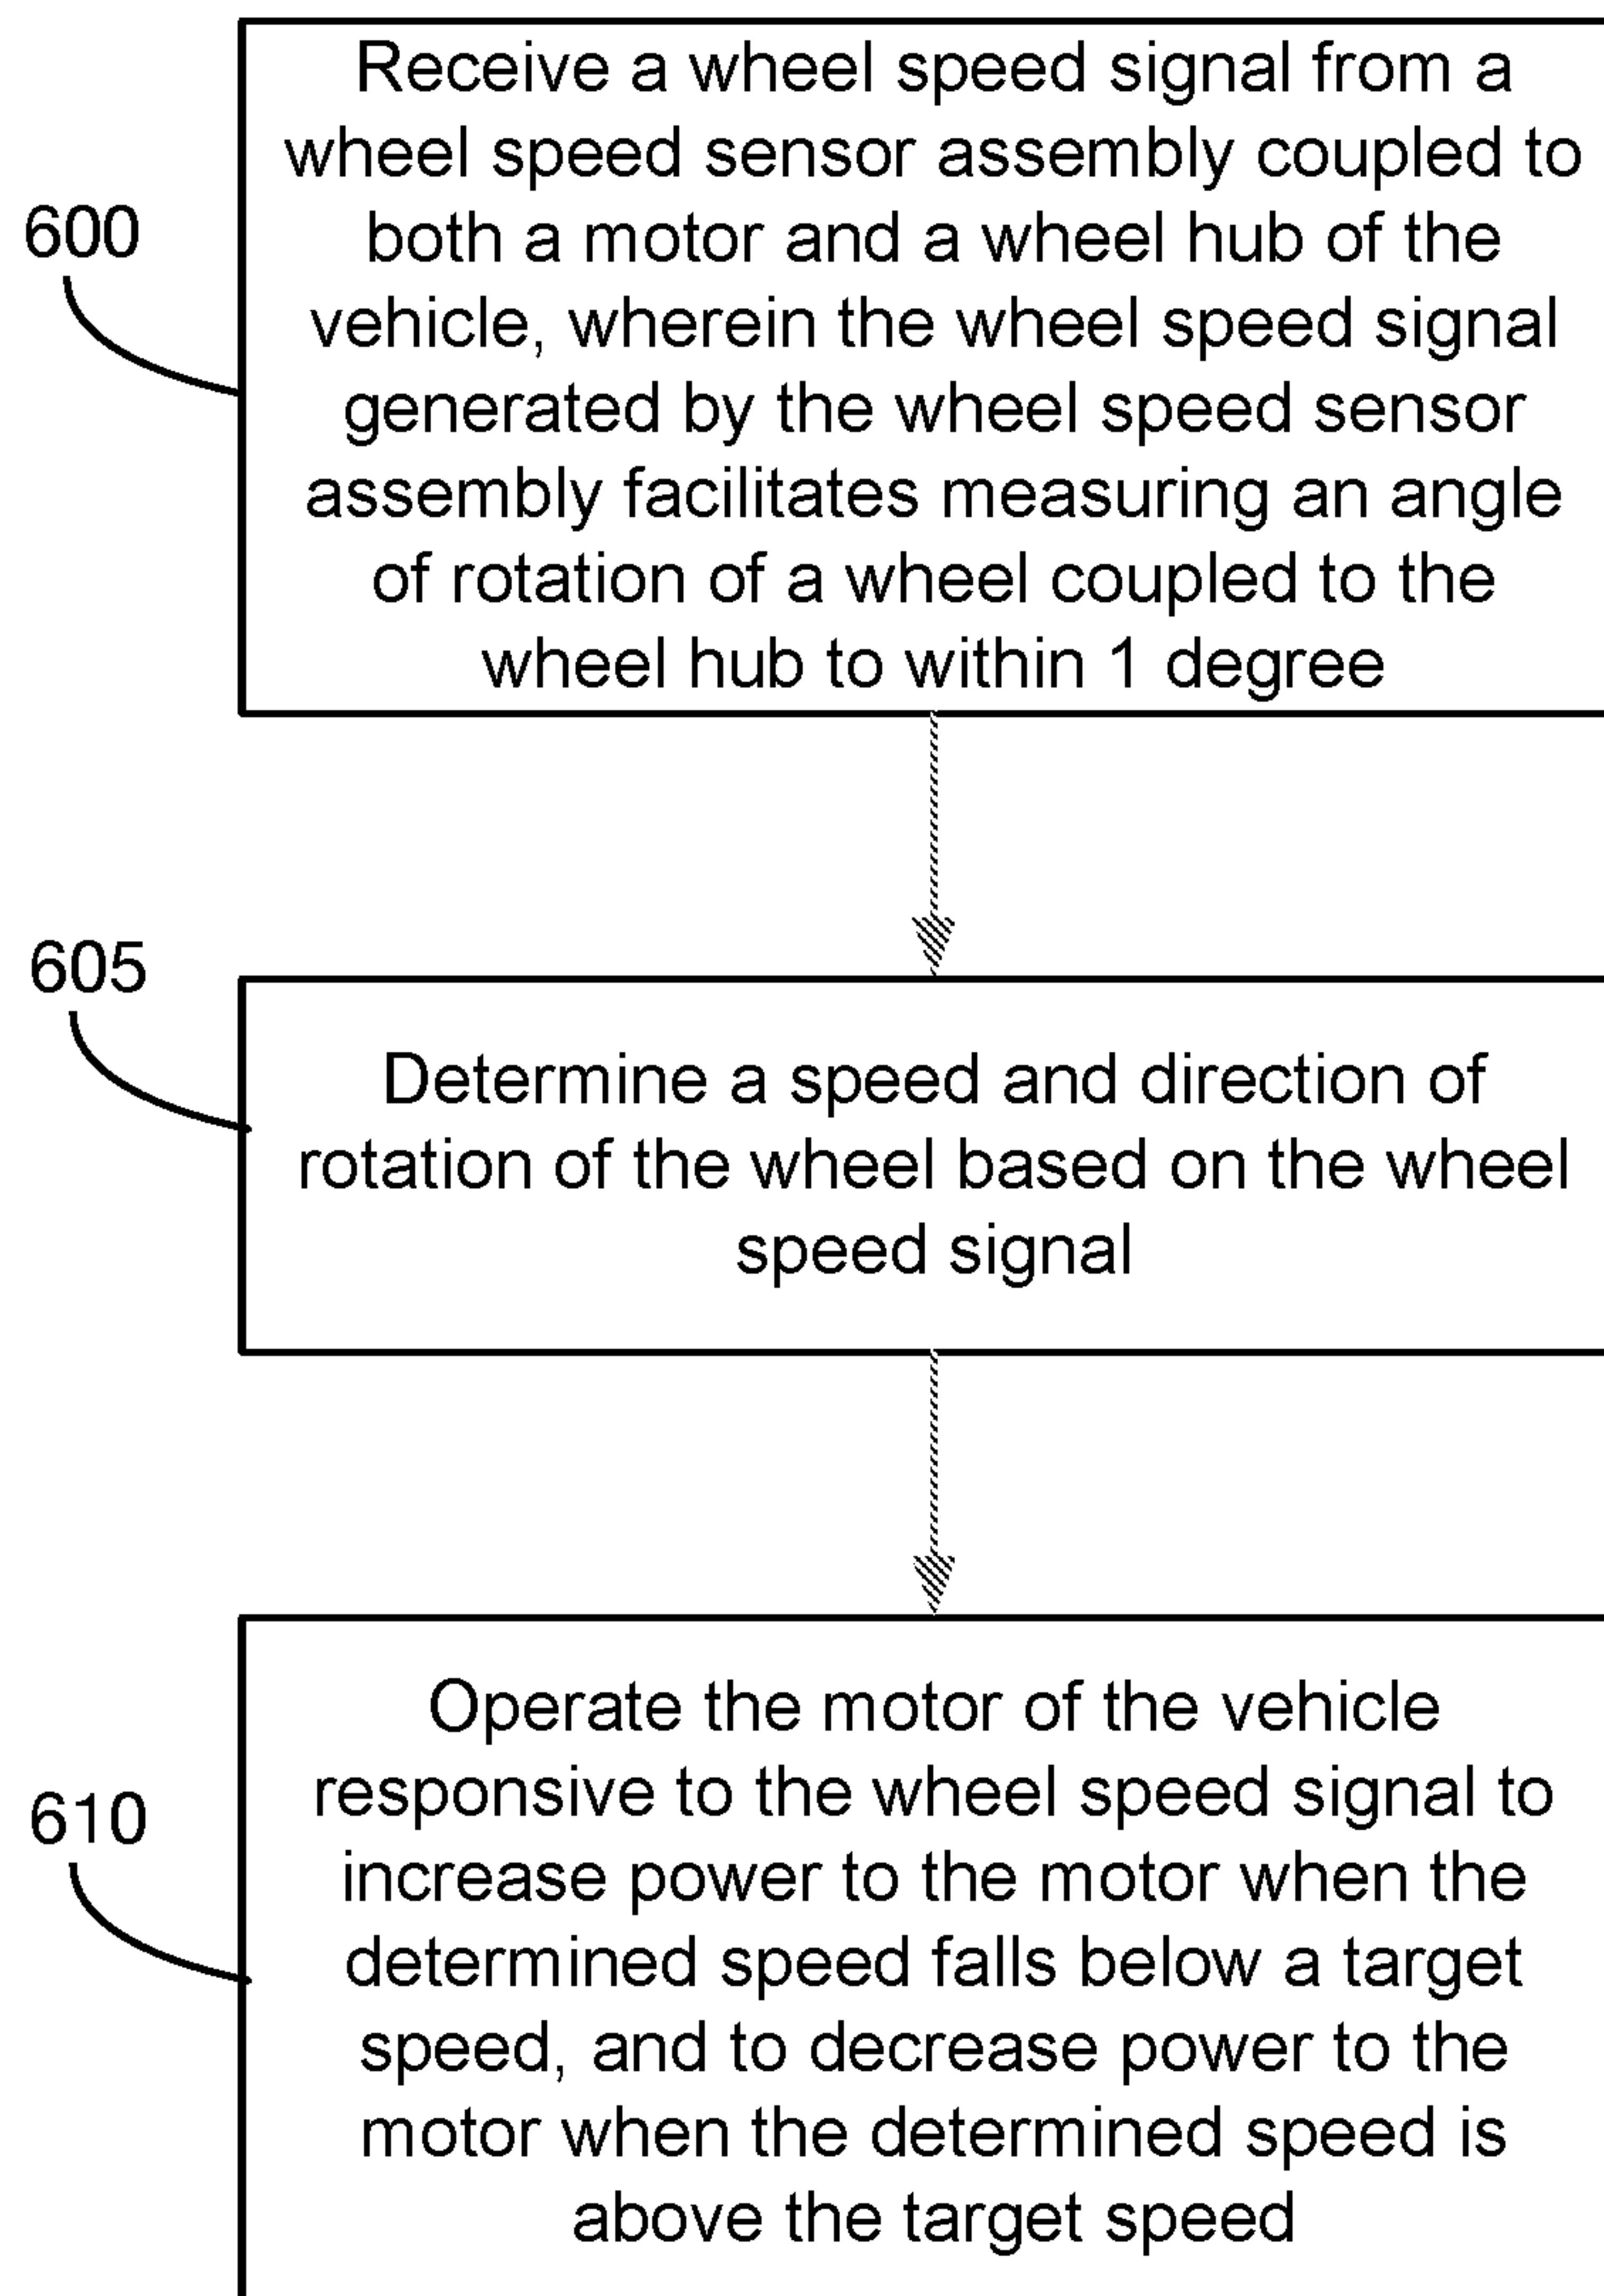 Receive a wheel speed signal from a
wheel speed sensor assembly coupled to
600
both a motor and a wheel hub of the
vehicle, wherein the wheel speed signal
generated by the wheel speed sensor
assembly facilitates measuring an angle
of rotation of a wheel coupled to the
wheel hub to within 1 degree
605
Determine a speed and direction of
rotation of the wheel based on the wheel
speed signal
610
Operate the motor of the vehicle
responsive to the wheel speed signal to
increase power to the motor when the
determined speed falls below a target
speed, and to decrease power to the
motor when the determined speed is
above the target speed